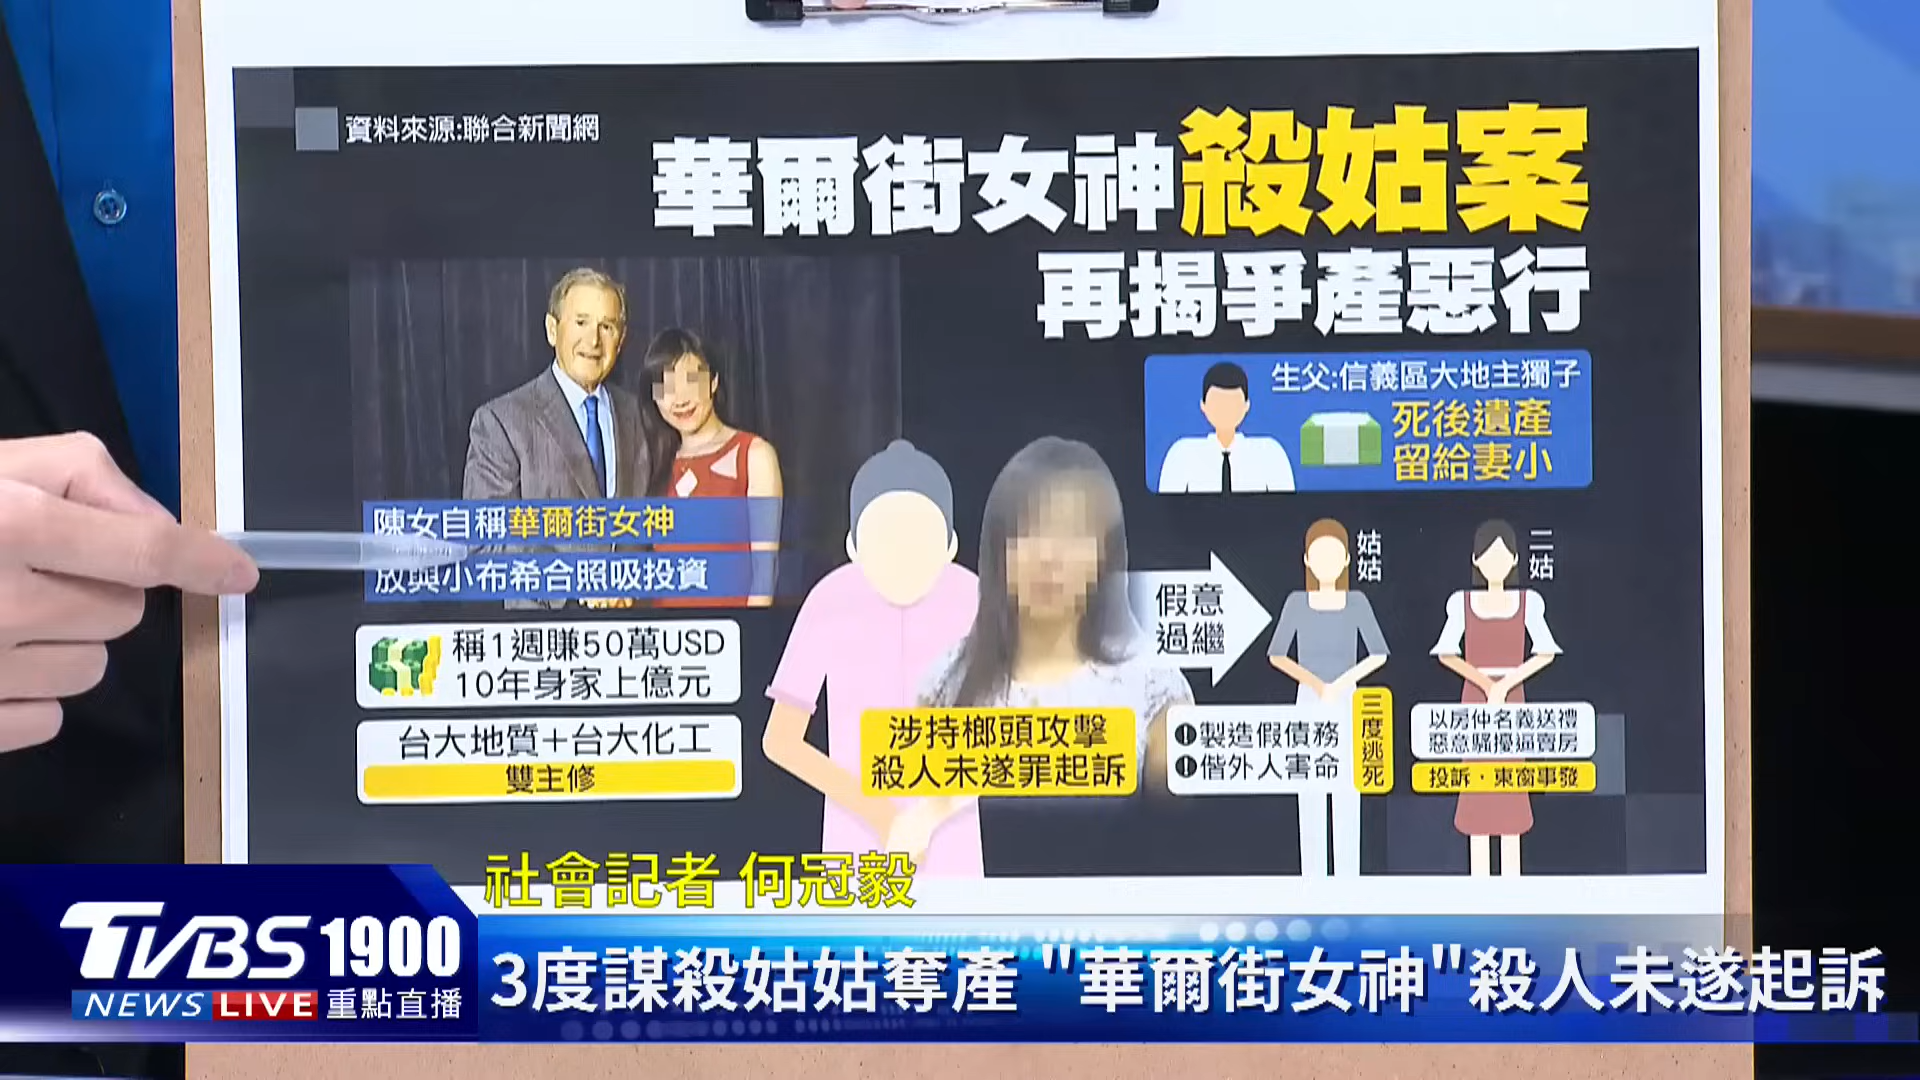 資料來源:聯合新聞網
華爾街女神殺姑案
再揭爭產惡行
生父:信義區大地主獨子
死後遺產
留給妻小
陳女自稱華爾街女神
放與小布希合照吸投資
稱1週賺50萬USD
10年身家上億元
台大地質+台大化工
雙主修
涉持榔頭攻擊
殺人未遂罪起訴
假意
過繼
姑姑
製造假債務
偕外人害命
三度逃死
二姑
以房仲名義送禮
惡意騷擾逼賣房
投訴,東窗事發
社會記者 何冠毅
TVBS 1900
NEWS LIVE 重點直播
3度謀殺姑姑奪產 "華爾街女神"殺人未遂起訴